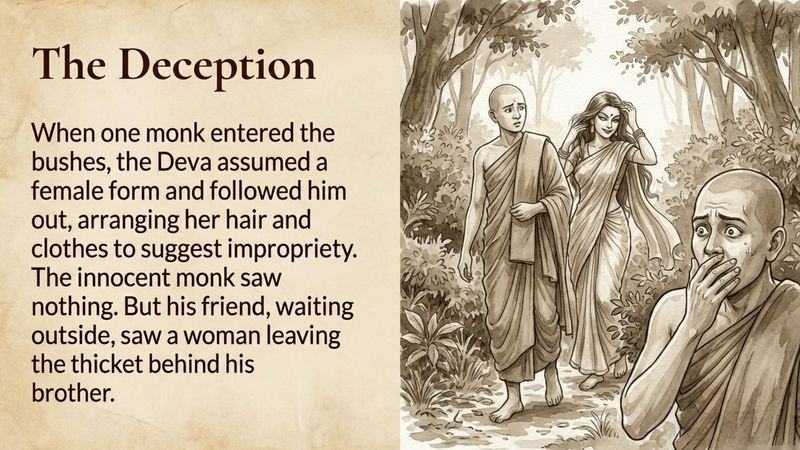 The Deception
When one monk entered the
bushes, the Deva assumed a
female form and followed him
out, arranging her hair and
clothes to suggest impropriety.
The innocent monk saw
nothing. But his friend, waiting
outside, saw a woman leaving
the thicket behind his
brother.